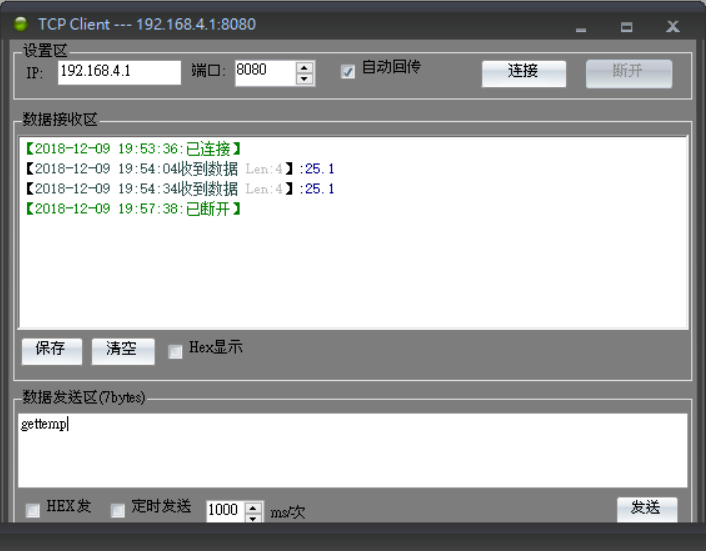 TCP Client --- 192.168.4.1:8080
设置区
IP: 192.168.4.1 端口: 8080 自动回传 连接 断开
数据接收区
【2018-12-09 19:53:36:已连接】
【2018-12-09 19:54:04收到数据 Len:4】:25.1
【2018-12-09 19:54:34收到数据 Len:4】:25.1
【2018-12-09 19:57:38:已断开】
保存 清空 Hex显示
数据发送区(7bytes)
gettemp
HEX发 定时发送 1000 ms/次 发送